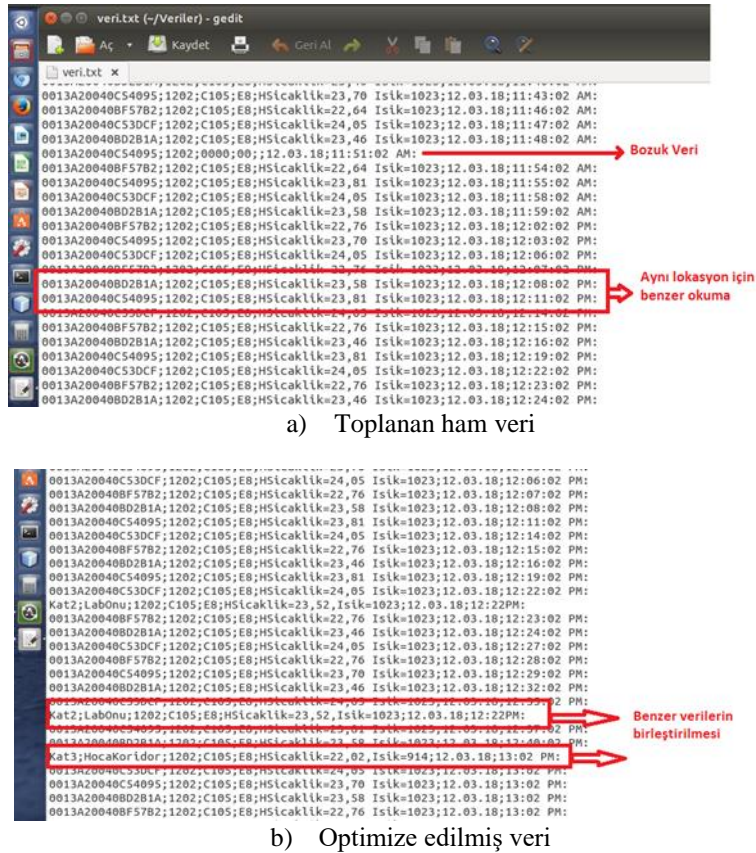 veri.txt (~/Veriler) - gedit
Aç Kaydet Geri Al
veri.txt ×
0013A20040C54095;1202;C105;E8;HSicaklik=23,70 Isik=1023;12.03.18;11:43:02 AM:
0013A20040BF57B2;1202;C105;E8;HSicaklik=22,64 Isik=1023;12.03.18;11:46:02 AM:
0013A20040C53DCF;1202;C105;E8;HSicaklik=24,05 Isik=1023;12.03.18;11:47:02 AM:
0013A20040BD2B1A;1202;C105;E8;HSicaklik=23,46 Isik=1023;12.03.18;11:48:02 AM:
0013A20040C54095;1202;0000;00;;12.03.18;11:51:02 AM:
Bozuk Veri
0013A20040BF57B2;1202;C105;E8;HSicaklik=22,64 Isik=1023;12.03.18;11:54:02 AM:
0013A20040C54095;1202;C105;E8;HSicaklik=23,81 Isik=1023;12.03.18;11:55:02 AM:
0013A20040C53DCF;1202;C105;E8;HSicaklik=24,05 Isik=1023;12.03.18;11:58:02 AM:
0013A20040BD2B1A;1202;C105;E8;HSicaklik=23,58 Isik=1023;12.03.18;11:59:02 AM:
0013A20040BF57B2;1202;C105;E8;HSicaklik=22,76 Isik=1023;12.03.18;12:02:02 PM:
0013A20040C54095;1202;C105;E8;HSicaklik=23,70 Isik=1023;12.03.18;12:03:02 PM:
0013A20040C53DCF;1202;C105;E8;HSicaklik=24,05 Isik=1023;12.03.18;12:06:02 PM:
0013A20040BD2B1A;1202;C105;E8;HSicaklik=23,58 Isik=1023;12.03.18;12:08:02 PM:
0013A20040C54095;1202;C105;E8;HSicaklik=23,81 Isik=1023;12.03.18;12:11:02 PM:
Aynı lokasyon için
benzer okuma
0013A20040BF57B2;1202;C105;E8;HSicaklik=22,76 Isik=1023;12.03.18;12:15:02 PM:
0013A20040BD2B1A;1202;C105;E8;HSicaklik=23,46 Isik=1023;12.03.18;12:16:02 PM:
0013A20040C54095;1202;C105;E8;HSicaklik=23,81 Isik=1023;12.03.18;12:19:02 PM:
0013A20040C53DCF;1202;C105;E8;HSicaklik=24,05 Isik=1023;12.03.18;12:22:02 PM:
0013A20040BF57B2;1202;C105;E8;HSicaklik=22,76 Isik=1023;12.03.18;12:23:02 PM:
0013A20040BD2B1A;1202;C105;E8;HSicaklik=23,46 Isik=1023;12.03.18;12:24:02 PM:
a) Toplanan ham veri
0013A20040C53DCF;1202;C105;E8;HSicaklik=24,05 Isik=1023;12.03.18;12:06:02 PM:
0013A20040BF57B2;1202;C105;E8;HSicaklik=22,76 Isik=1023;12.03.18;12:07:02 PM:
0013A20040BD2B1A;1202;C105;E8;HSicaklik=23,58 Isik=1023;12.03.18;12:08:02 PM:
0013A20040C54095;1202;C105;E8;HSicaklik=23,81 Isik=1023;12.03.18;12:11:02 PM:
0013A20040C53DCF;1202;C105;E8;HSicaklik=24,05 Isik=1023;12.03.18;12:14:02 PM:
0013A20040BF57B2;1202;C105;E8;HSicaklik=22,76 Isik=1023;12.03.18;12:15:02 PM:
0013A20040BD2B1A;1202;C105;E8;HSicaklik=23,46 Isik=1023;12.03.18;12:16:02 PM:
0013A20040C54095;1202;C105;E8;HSicaklik=23,81 Isik=1023;12.03.18;12:19:02 PM:
0013A20040C53DCF;1202;C105;E8;HSicaklik=24,05 Isik=1023;12.03.18;12:22:02 PM:
Kat2;LabOnu;1202;C105;E8;HSicaklik=23,52,Isik=1023;12.03.18;12:22PM:
0013A20040BF57B2;1202;C105;E8;HSicaklik=22,76 Isik=1023;12.03.18;12:23:02 PM:
0013A20040BD2B1A;1202;C105;E8;HSicaklik=23,46 Isik=1023;12.03.18;12:24:02 PM:
0013A20040C53DCF;1202;C105;E8;HSicaklik=24,05 Isik=1023;12.03.18;12:27:02 PM:
0013A20040BF57B2;1202;C105;E8;HSicaklik=22,76 Isik=1023;12.03.18;12:28:02 PM:
0013A20040C54095;1202;C105;E8;HSicaklik=23,70 Isik=1023;12.03.18;12:29:02 PM:
0013A20040BD2B1A;1202;C105;E8;HSicaklik=23,46 Isik=1023;12.03.18;12:32:02 PM:
Kat2;LabOnu;1202;C105;E8;HSicaklik=23,52,Isik=1023;12.03.18;12:22PM:
Benzer verilerin
birleştirilmesi
Kat3;HocaKoridor;1202;C105;E8;HSicaklik=22,02,Isik=914;12.03.18;13:02 PM:
0013A20040C53DCF;1202;C105;E8;HSicaklik=24,05 Isik=1023;12.03.18;13:02 PM:
0013A20040C54095;1202;C105;E8;HSicaklik=23,70 Isik=1023;12.03.18;13:02 PM:
0013A20040BD2B1A;1202;C105;E8;HSicaklik=23,58 Isik=1023;12.03.18;13:02 PM:
0013A20040BF57B2;1202;C105;E8;HSicaklik=22,76 Isik=1023;12.03.18;13:02 PM:
b) Optimize edilmiş veri